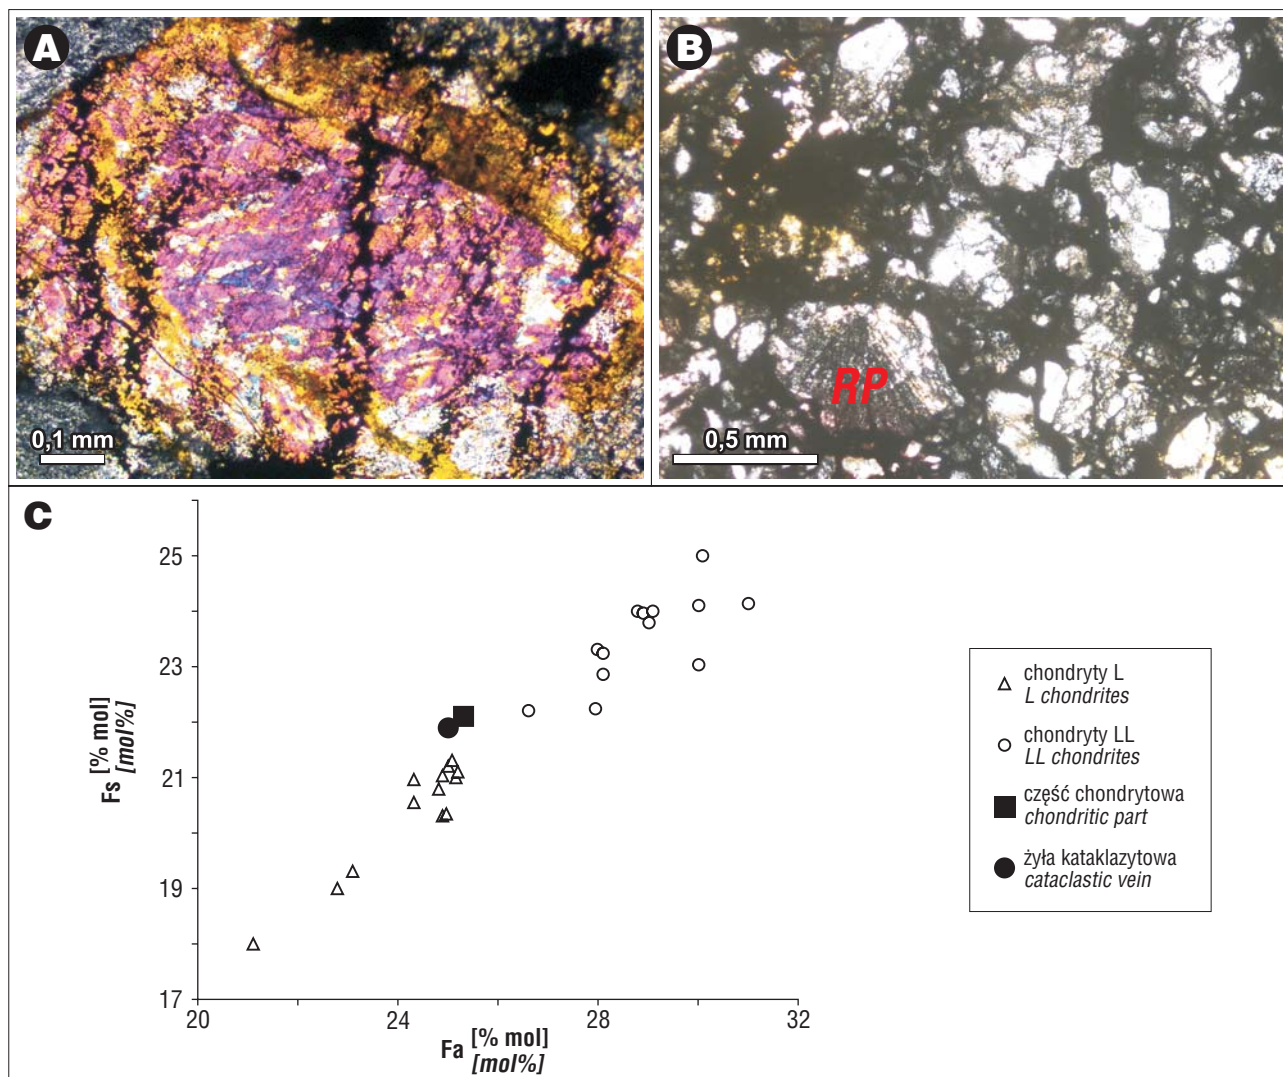 A
B
0,1 mm
0,5 mm
RP
C
25
23
21
19
17
20
24
28
32
Fs [% mol]
[mol%]
Fa [% mol]
[mol%]
chondryty L
L chondrites
chondryty LL
LL chondrites
część chondrytowa
chondritic part
żyła kataklazytowa
cataclastic vein